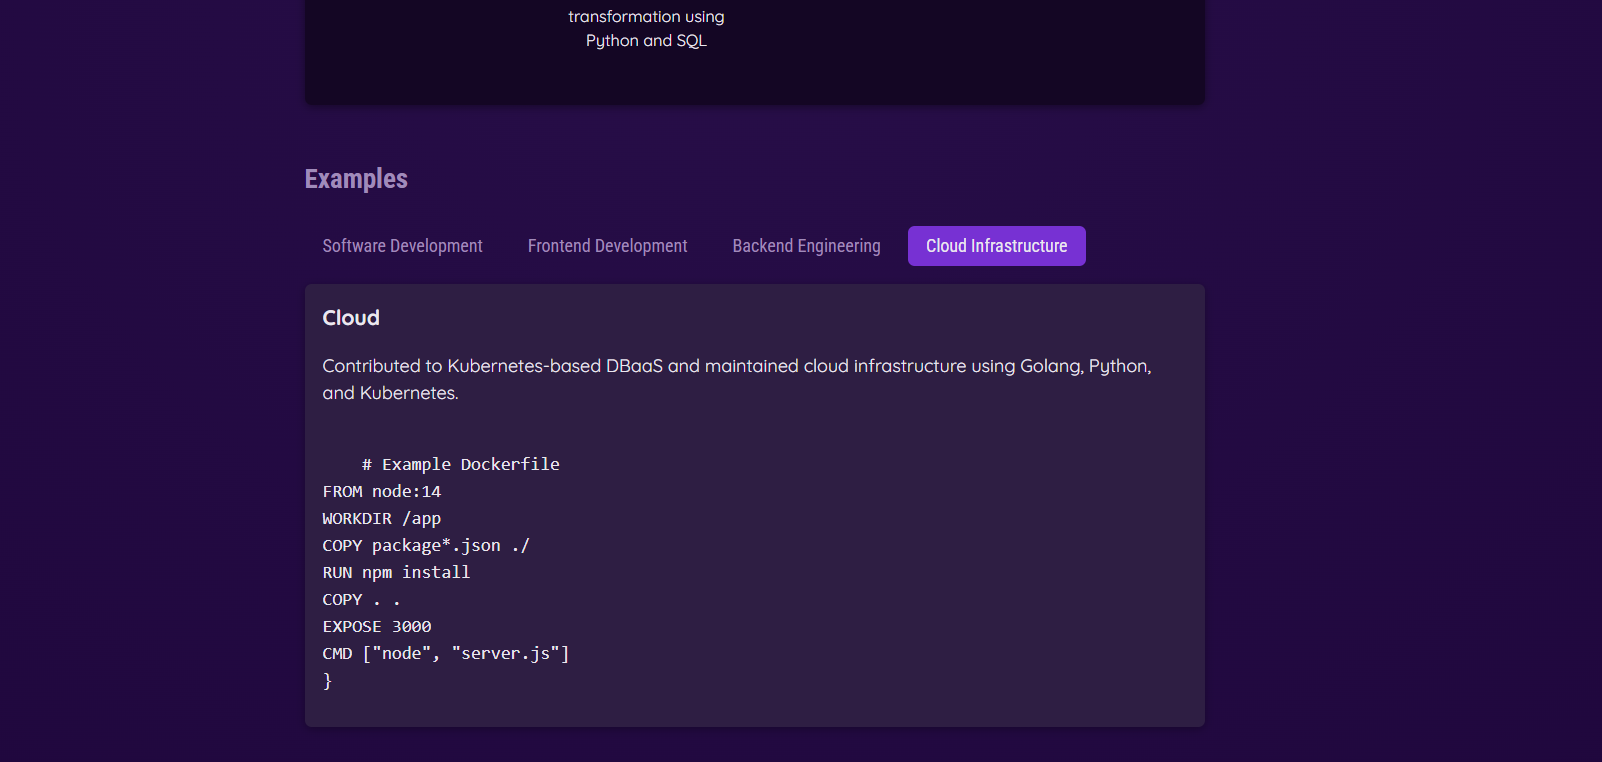 transformation using
Python and SQL
Examples
Software Development
Frontend Development
Backend Engineering
Cloud Infrastructure
Cloud
Contributed to Kubernetes-based DBaaS and maintained cloud infrastructure using Golang, Python,
and Kubernetes.
# Example Dockerfile
FROM node:14
WORKDIR /app
COPY package*.json ./
RUN npm install
COPY . .
EXPOSE 3000
CMD ["node", "server.js"]
}